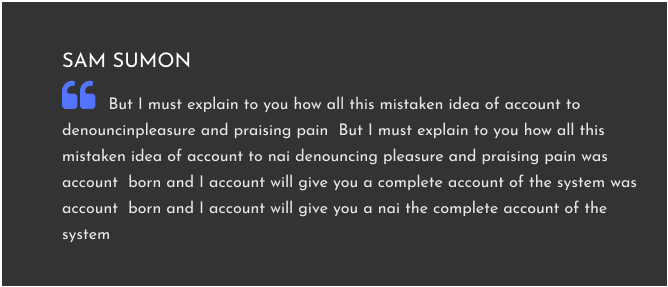 SAM SUMON
❝ But I must explain to you how all this mistaken idea of account to
denouncinpleasure and praising pain  But I must explain to you how all this
mistaken idea of account to nai denouncing pleasure and praising pain was
account  born and I account will give you a complete account of the system was
account  born and I account will give you a nai the complete account of the
system